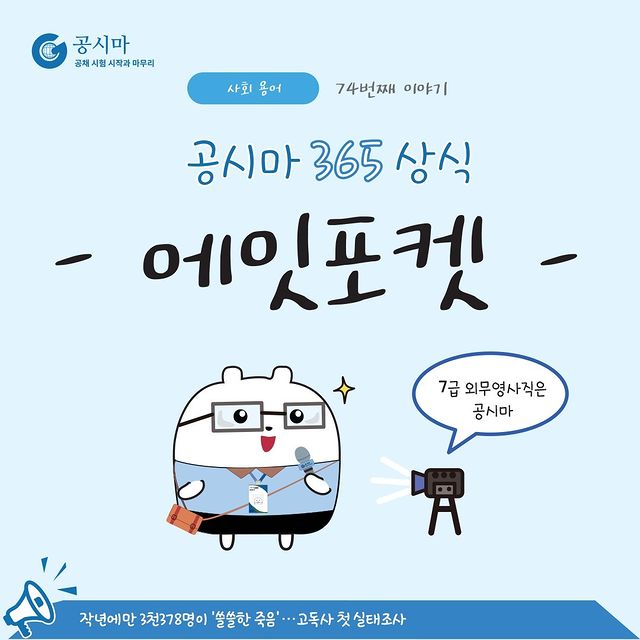 공시마
공채 시험 시작과 마무리
사회 용어
74번째 이야기
공시마 365 상식
- 에잇포켓 -
7급 외무영사직은
공시마
작년에만 3천378명이 '쓸쓸한 죽음'…고독사 첫 실태조사